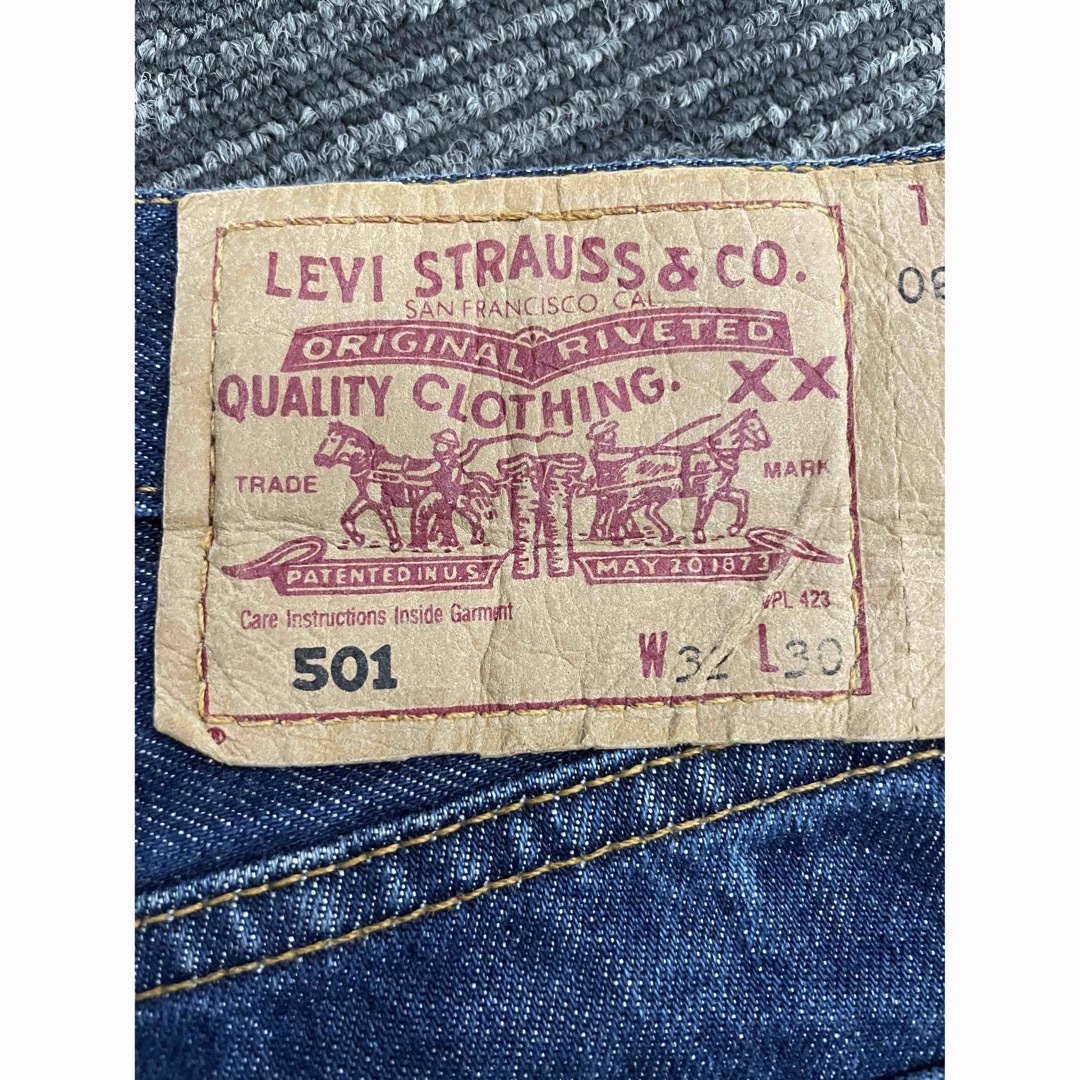 LEVI STRAUSS & CO.
SAN FRANCISCO, CAL.
ORIGINAL RIVETED
QUALITY CLOTHING. XX
TRADE MARK
PATENTED IN U.S. MAY 20 1873
Care Instructions Inside Garment
WPL 423
501 W32 L30